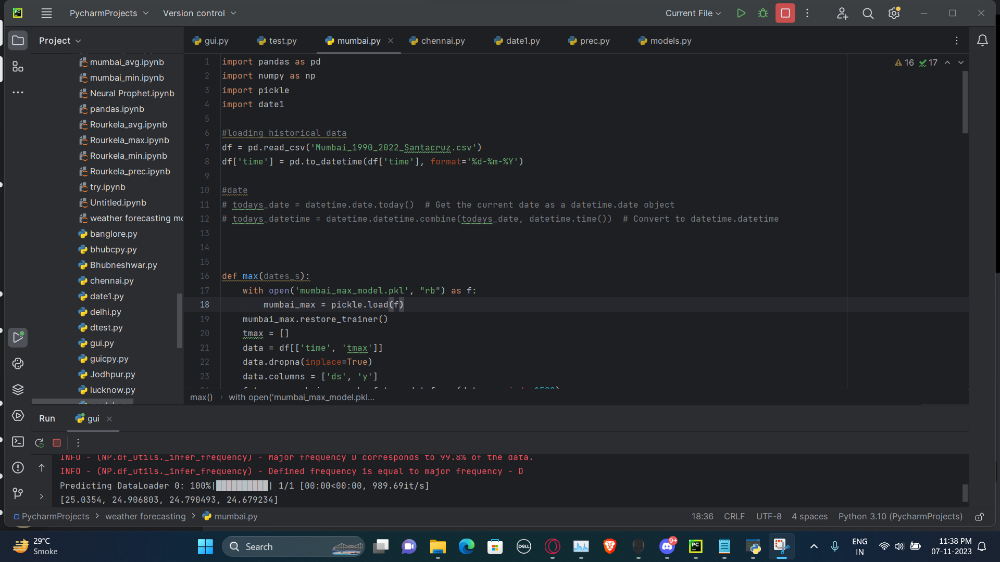 PycharmProjects Version control Current File
Project gui.py test.py mumbai.py chennai.py date1.py prec.py models.py
mumbai_avg.ipynb
mumbai_min.ipynb
Neural Prophet.ipynb
pandas.ipynb
Rourkela_avg.ipynb
Rourkela_max.ipynb
Rourkela_min.ipynb
Rourkela_prec.ipynb
try.ipynb
Untitled.ipynb
weather forecasting mo
banglore.py
bhubcpy.py
Bhubneshwar.py
chennai.py
date1.py
delhi.py
dtest.py
gui.py
guicpy.py
Jodhpur.py
lucknow.py
16 17
1 import pandas as pd
2 import numpy as np
3 import pickle
4 import date1
5
6 #loading historical data
7 df = pd.read_csv('Mumbai_1990_2022_Santacruz.csv')
8 df['time'] = pd.to_datetime(df['time'], format='%d-%m-%Y')
9
10 #date
11 # todays_date = datetime.date.today()  # Get the current date as a datetime.date object
12 # todays_datetime = datetime.datetime.combine(todays_date, datetime.time())  # Convert to datetime.datetime
13
14
15
16 def max(dates_s):
17     with open('mumbai_max_model.pkl', "rb") as f:
18         mumbai_max = pickle.load(f)
19     mumbai_max.restore_trainer()
20     tmax = []
21     data = df[['time', 'tmax']]
22     data.dropna(inplace=True)
23     data.columns = ['ds', 'y']
max() › with open('mumbai_max_model.pkl...
Run gui
INFO - (NP.df_utils._infer_frequency) - Major frequency D corresponds to 99.8% of the data.
INFO - (NP.df_utils._infer_frequency) - Defined frequency is equal to major frequency - D
Predicting DataLoader 0: 100%|██████████| 1/1 [00:00<00:00, 989.69it/s]
[25.0354, 24.906803, 24.790493, 24.679234]
PycharmProjects > weather forecasting > mumbai.py 18:36 CRLF UTF-8 4 spaces Python 3.10 (PycharmProjects)
29°C
Smoke
Search
DELL
9+
PC
ENG
IN
11:38 PM
07-11-2023